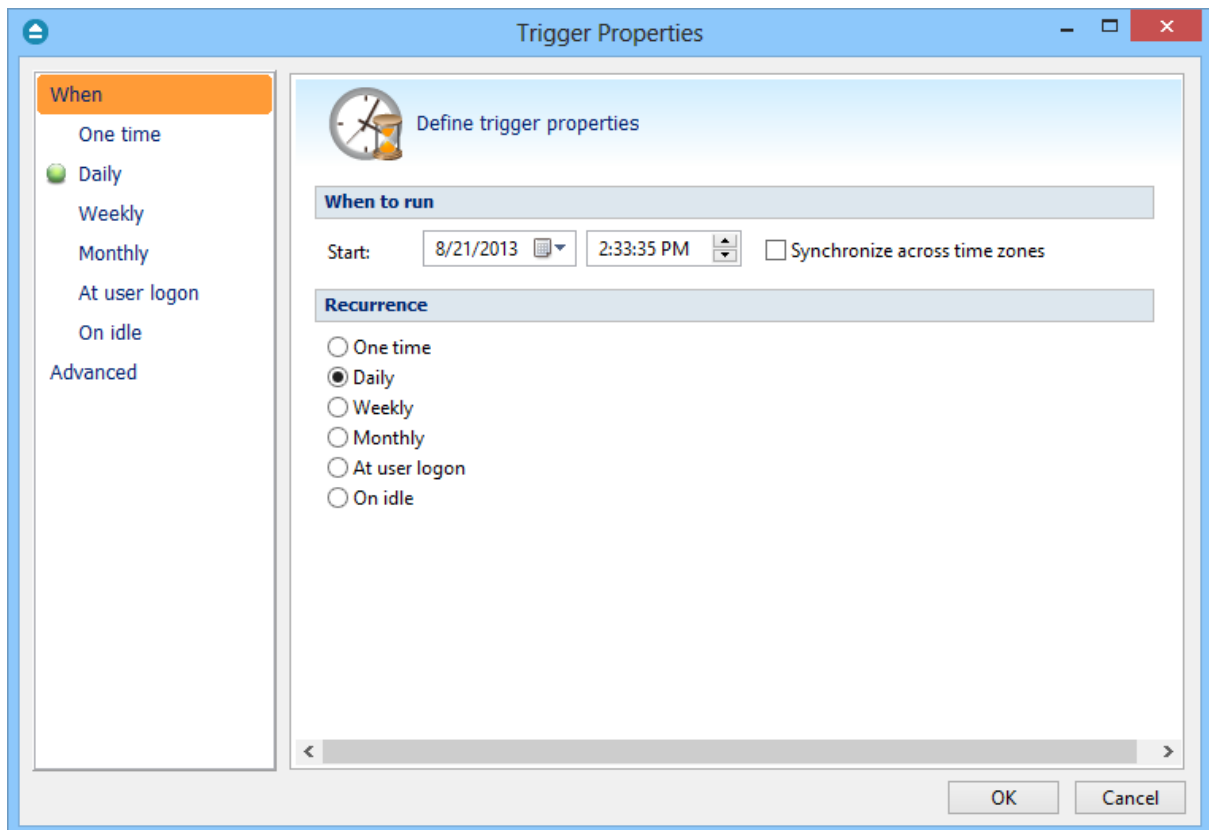 Trigger Properties
When
One time
Daily
Weekly
Monthly
At user logon
On idle
Advanced
Define trigger properties
When to run
Start: 8/21/2013 2:33:35 PM Synchronize across time zones
Recurrence
One time
Daily
Weekly
Monthly
At user logon
On idle
OK Cancel